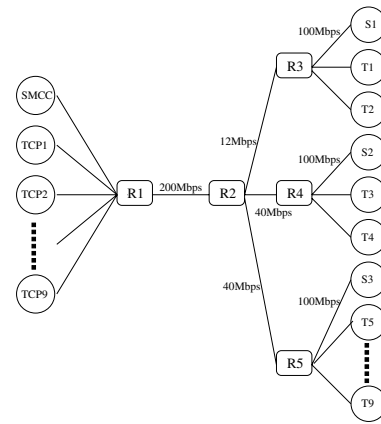 100Mbps
S1
R3
T1
T2
SMCC
12Mbps
TCP1
100Mbps
S2
TCP2
R1
200Mbps
R2
R4
T3
40Mbps
T4
40Mbps
S3
TCP9
100Mbps
T5
R5
T9